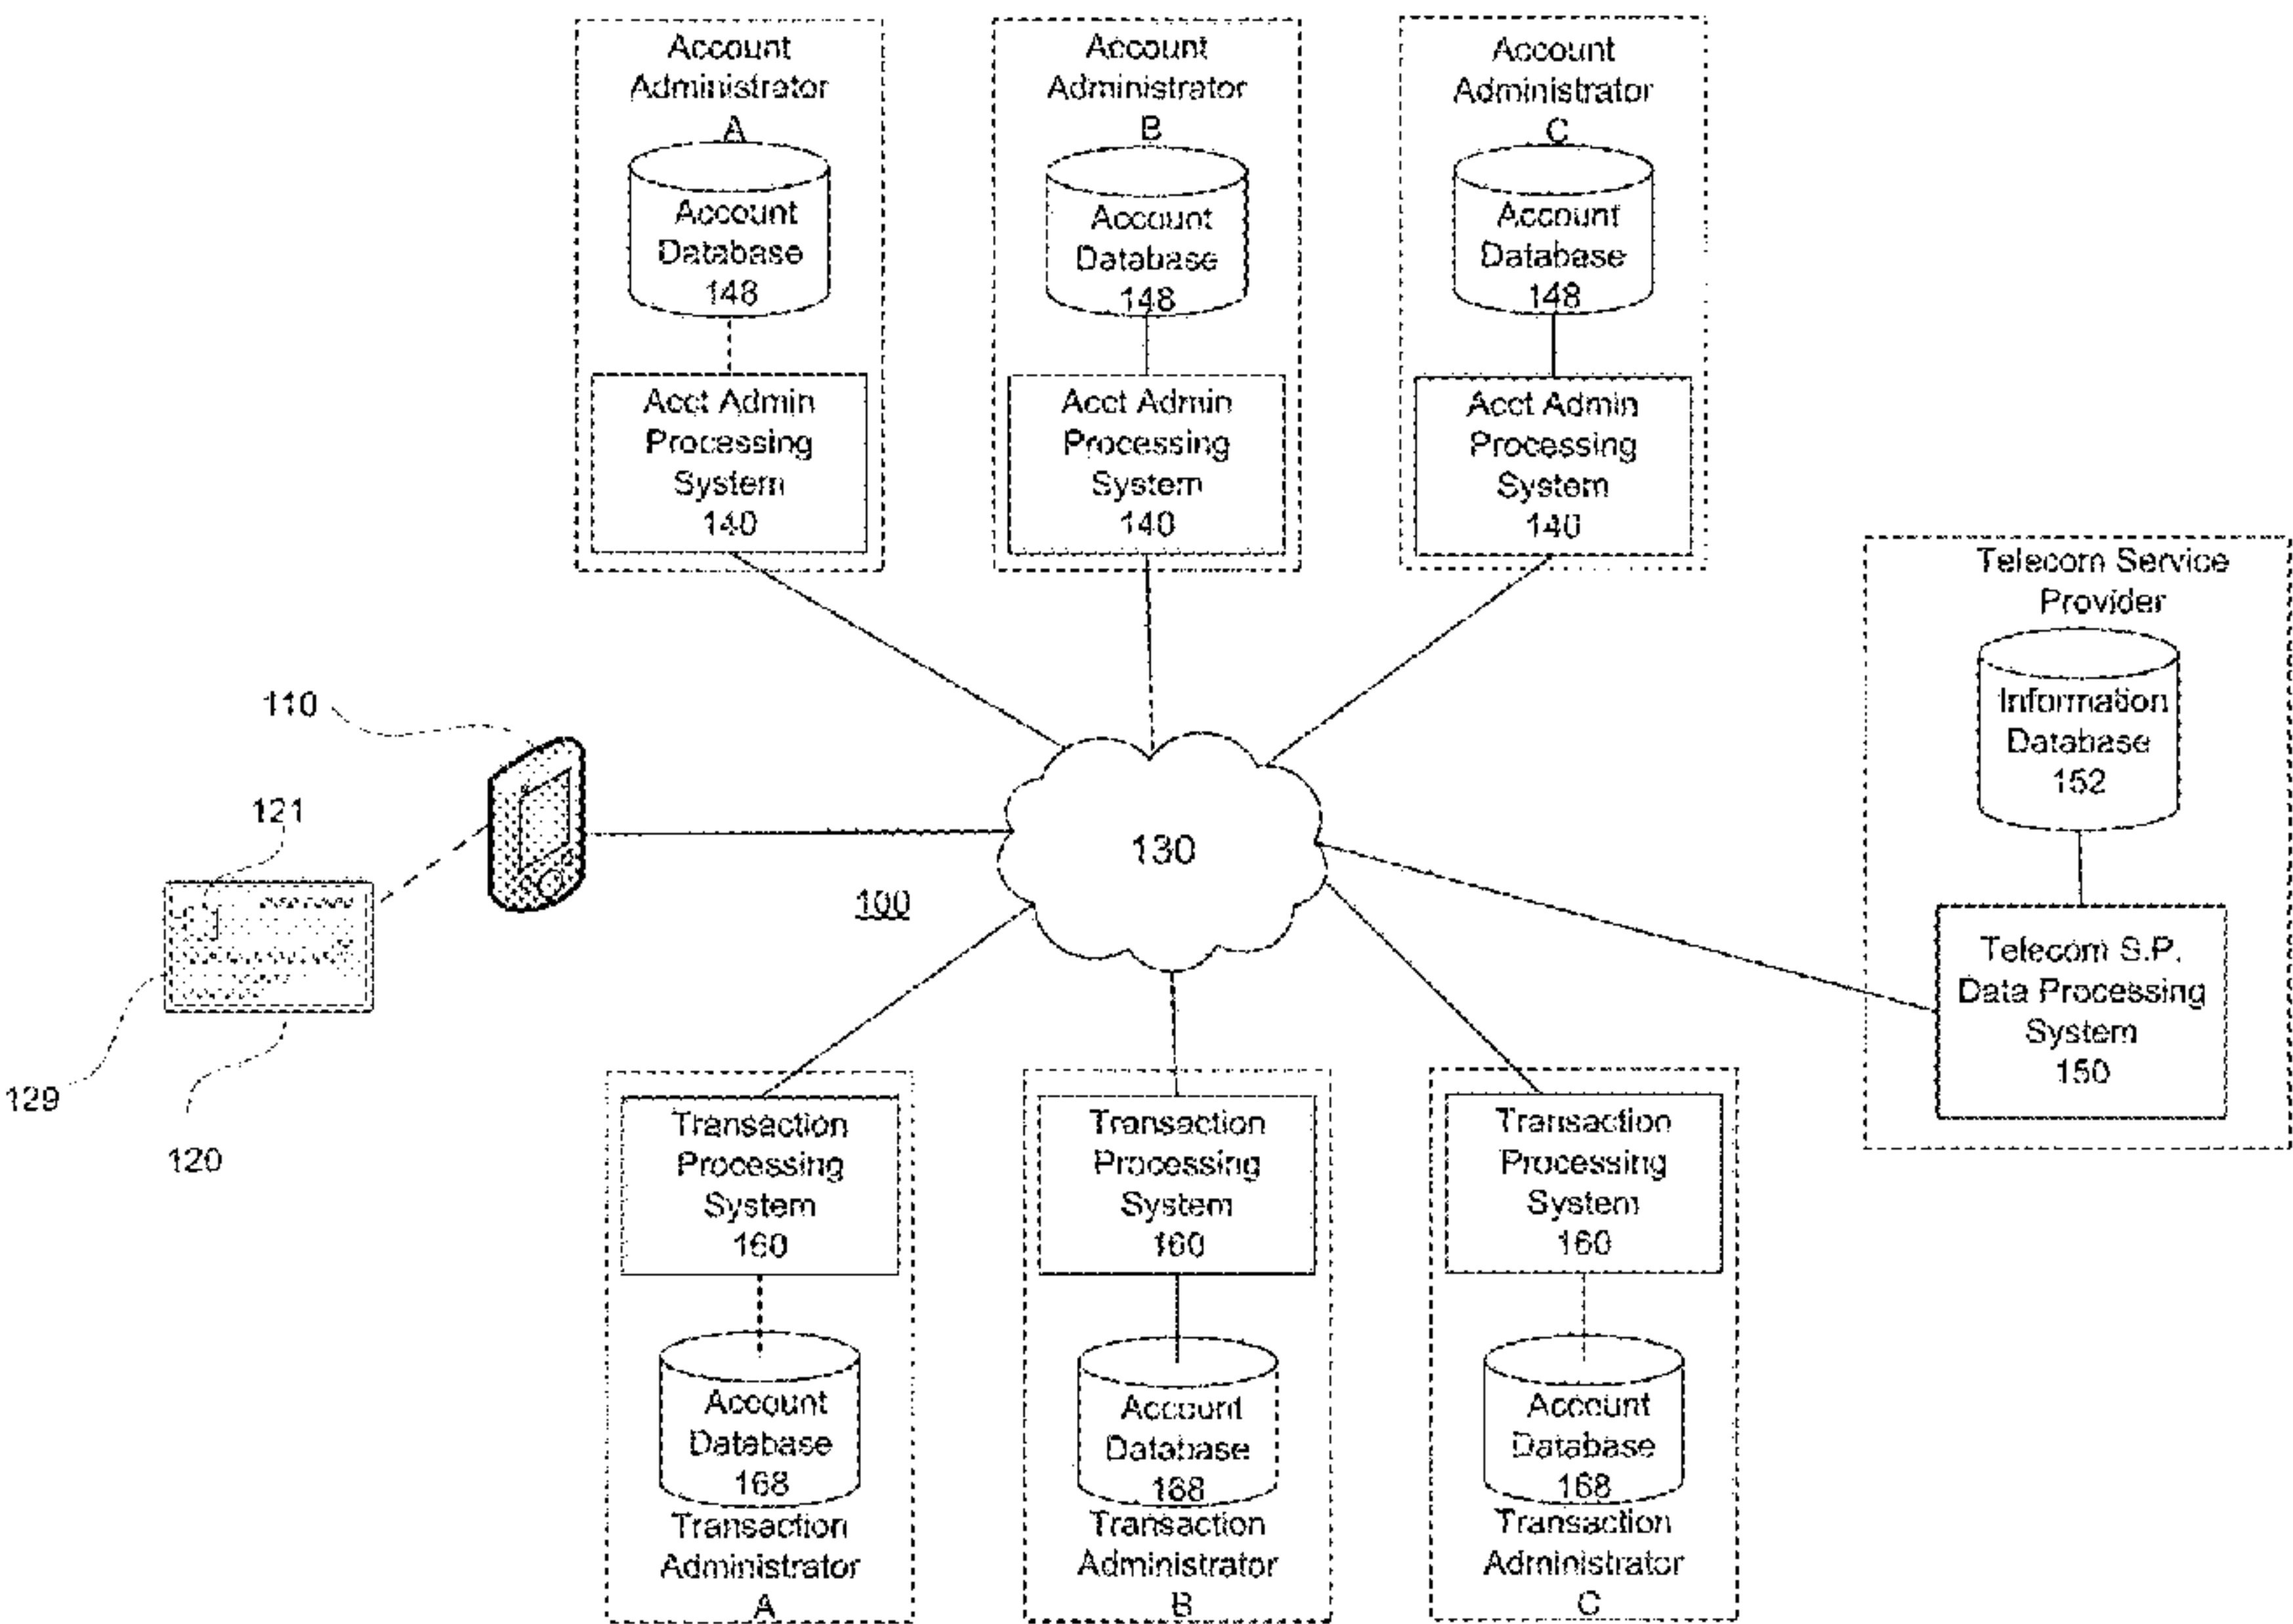 Account
Administrator
A
Account
Database
148
Acct Admin
Processing
System
140
Account
Administrator
B
Account
Database
148
Acct Admin
Processing
System
140
Account
Administrator
C
Account
Database
148
Acct Admin
Processing
System
140
Telecom Service
Provider
Information
Database
152
Telecom S.P.
Data Processing
System
150
110
121
129
120
100
130
Transaction
Processing
System
160
Account
Database
168
Transaction
Administrator
A
Transaction
Processing
System
160
Account
Database
168
Transaction
Administrator
B
Transaction
Processing
System
160
Account
Database
168
Transaction
Administrator
C